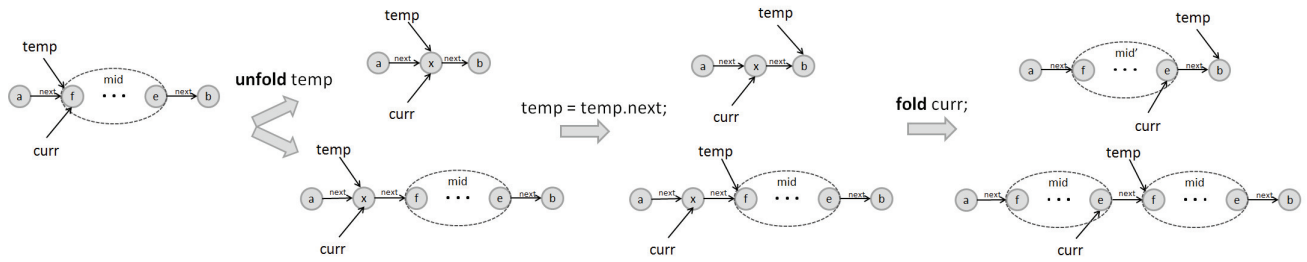 temp
mid
a next f ... e next b
curr
unfold temp
temp
a next x next b
curr
temp
mid
a next x next f ... e next b
curr
temp = temp.next;
temp
a next x next b
curr
temp
mid
a next x next f ... e next b
curr
fold curr;
temp
mid'
a next f ... e next b
curr
temp
mid mid
a next f ... e next f ... e next b
curr